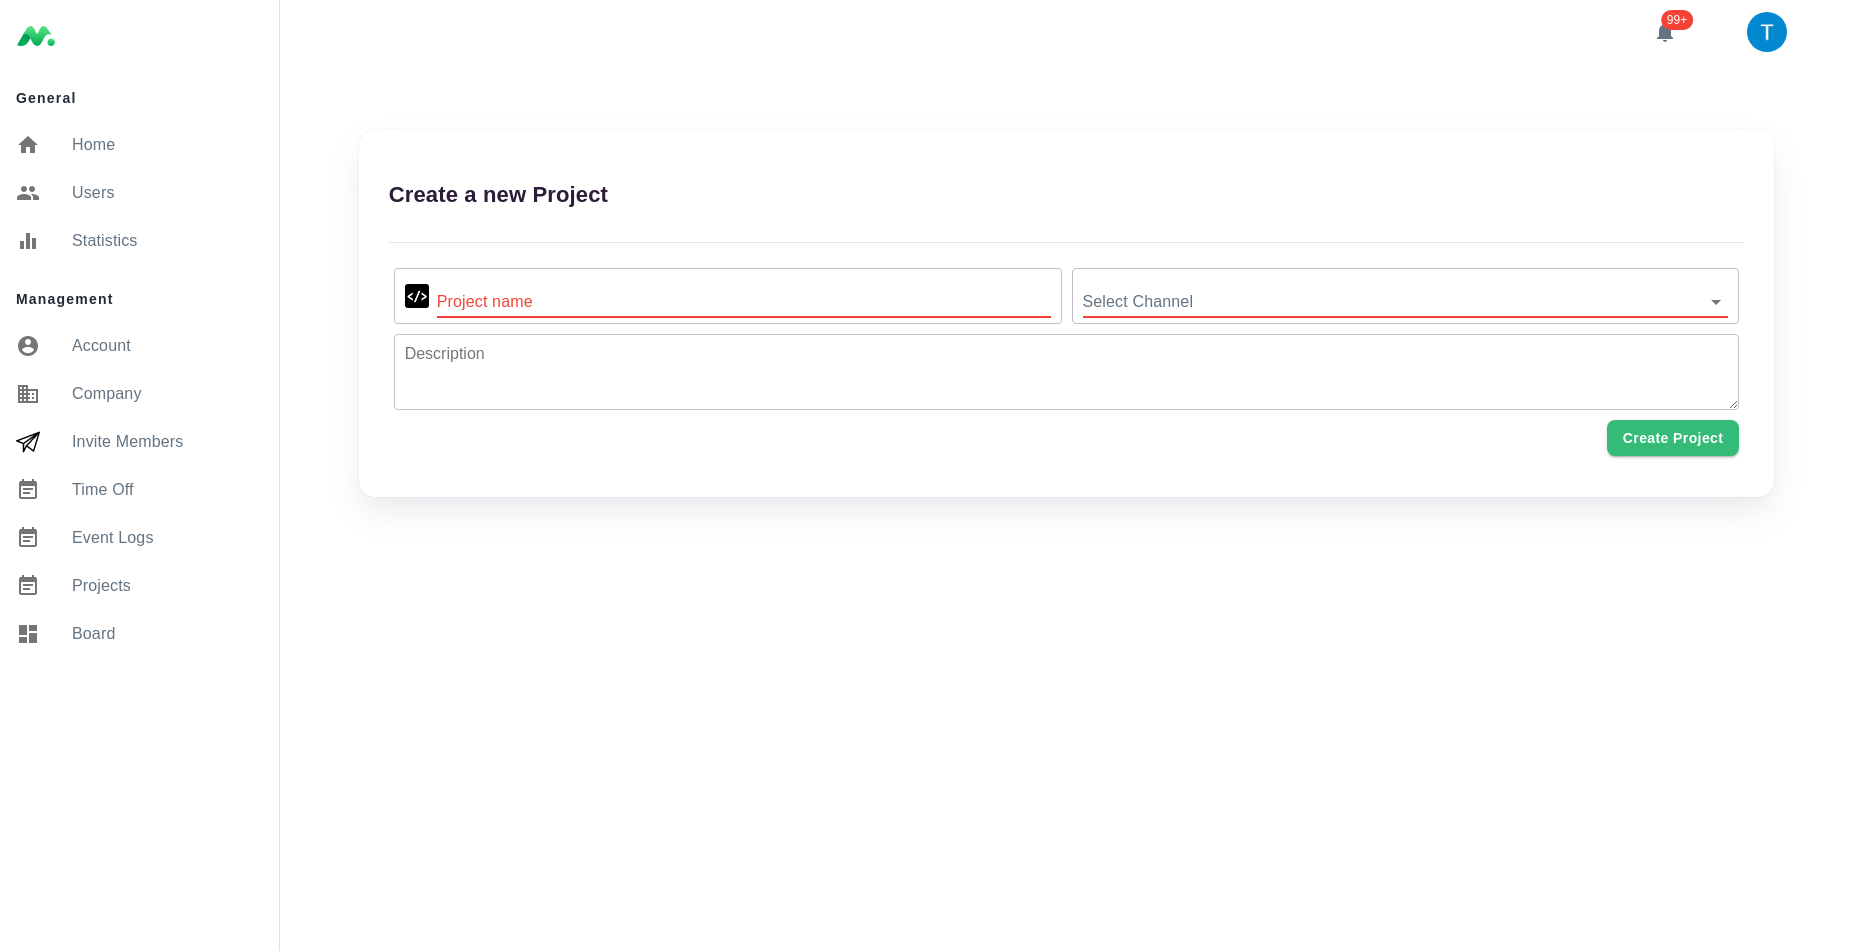 99+
T
General
Home
Users
Statistics
Management
Account
Company
Invite Members
Time Off
Event Logs
Projects
Board
Create a new Project
</> Project name
Select Channel
Description
Create Project